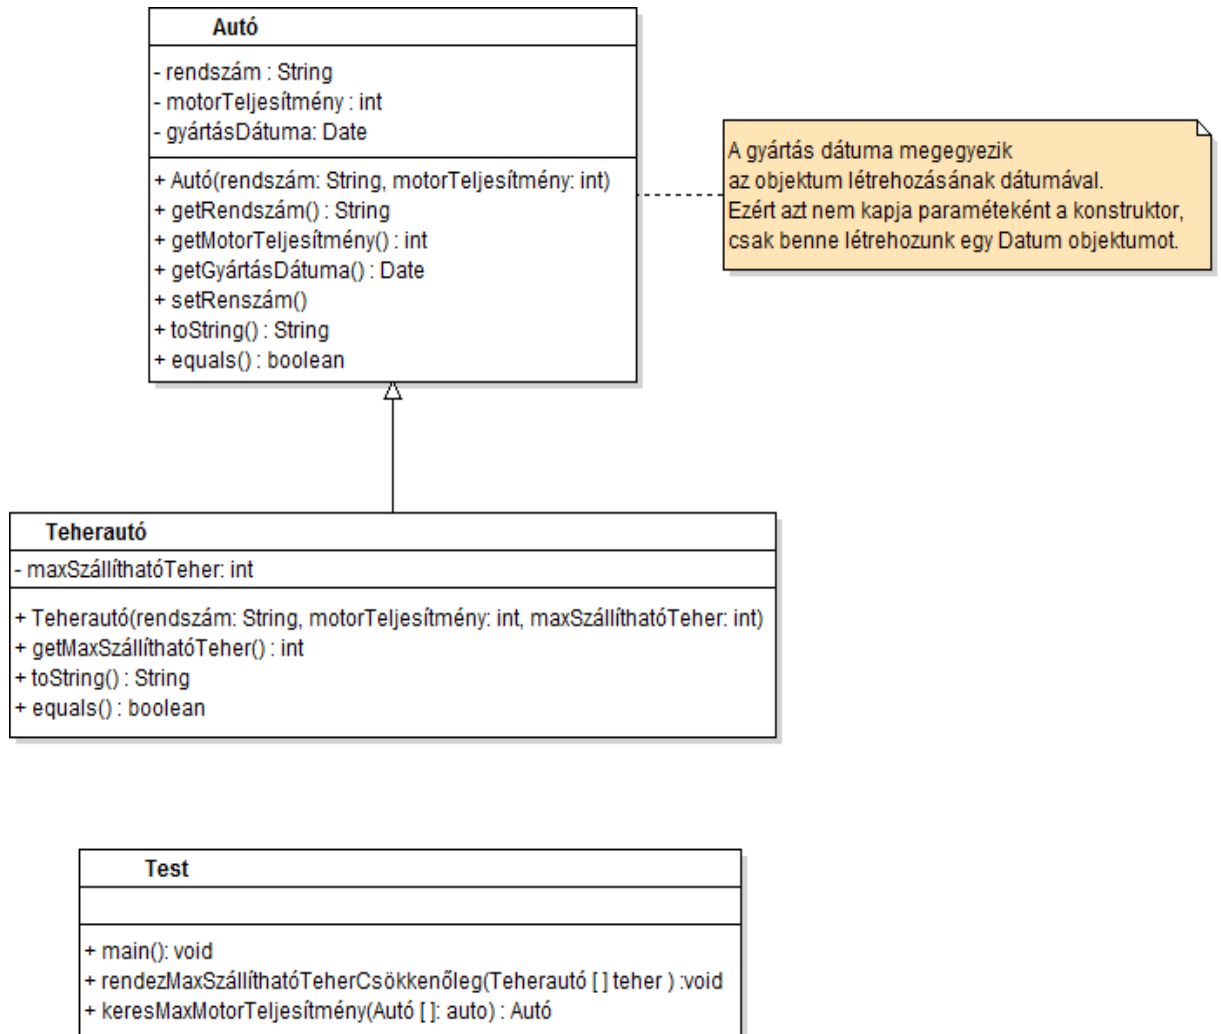 Autó
- rendszám : String
- motorTeljesítmény : int
- gyártásDátuma: Date
+ Autó(rendszám: String, motorTeljesítmény: int)
+ getRendszám() : String
+ getMotorTeljesítmény() : int
+ getGyártásDátuma() : Date
+ setRenszám()
+ toString() : String
+ equals() : boolean
A gyártás dátuma megegyezik
az objektum létrehozásának dátumával.
Ezért azt nem kapja paraméteként a konstruktor,
csak benne létrehozunk egy Datum objektumot.
Teherautó
- maxSzállíthatóTeher: int
+ Teherautó(rendszám: String, motorTeljesítmény: int, maxSzállíthatóTeher: int)
+ getMaxSzállíthatóTeher() : int
+ toString() : String
+ equals() : boolean
Test
+ main(): void
+ rendezMaxSzállíthatóTeherCsökkenőleg(Teherautó [ ] teher ) :void
+ keresMaxMotorTeljesítmény(Autó [ ]: auto) : Autó